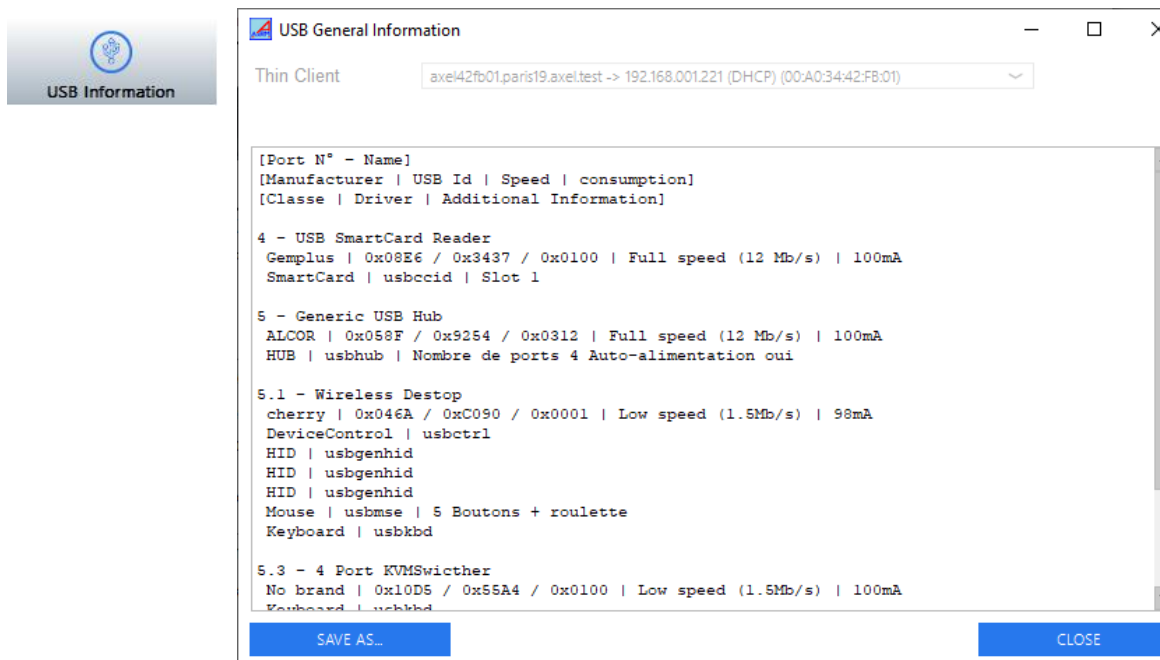 USB Information
USB General Information
Thin Client
axel42fb01.paris19.axel.test -> 192.168.001.221 (DHCP) (00:A0:34:42:FB:01)
[Port N° - Name]
[Manufacturer | USB Id | Speed | consumption]
[Classe | Driver | Additional Information]
4 - USB SmartCard Reader
Gemplus | 0x08E6 / 0x3437 / 0x0100 | Full speed (12 Mb/s) | 100mA
SmartCard | usbccid | Slot 1
5 - Generic USB Hub
ALCOR | 0x058F / 0x9254 / 0x0312 | Full speed (12 Mb/s) | 100mA
HUB | usbhub | Nombre de ports 4 Auto-alimentation oui
5.1 - Wireless Destop
cherry | 0x046A / 0xC090 / 0x0001 | Low speed (1.5Mb/s) | 98mA
DeviceControl | usbctrl
HID | usbgenhid
HID | usbgenhid
HID | usbgenhid
Mouse | usbmse | 5 Boutons + roulette
Keyboard | usbkbd
5.3 - 4 Port KVMSwicther
No brand | 0x10D5 / 0x55A4 / 0x0100 | Low speed (1.5Mb/s) | 100mA
Keyboard | usbkbd
SAVE AS...
CLOSE